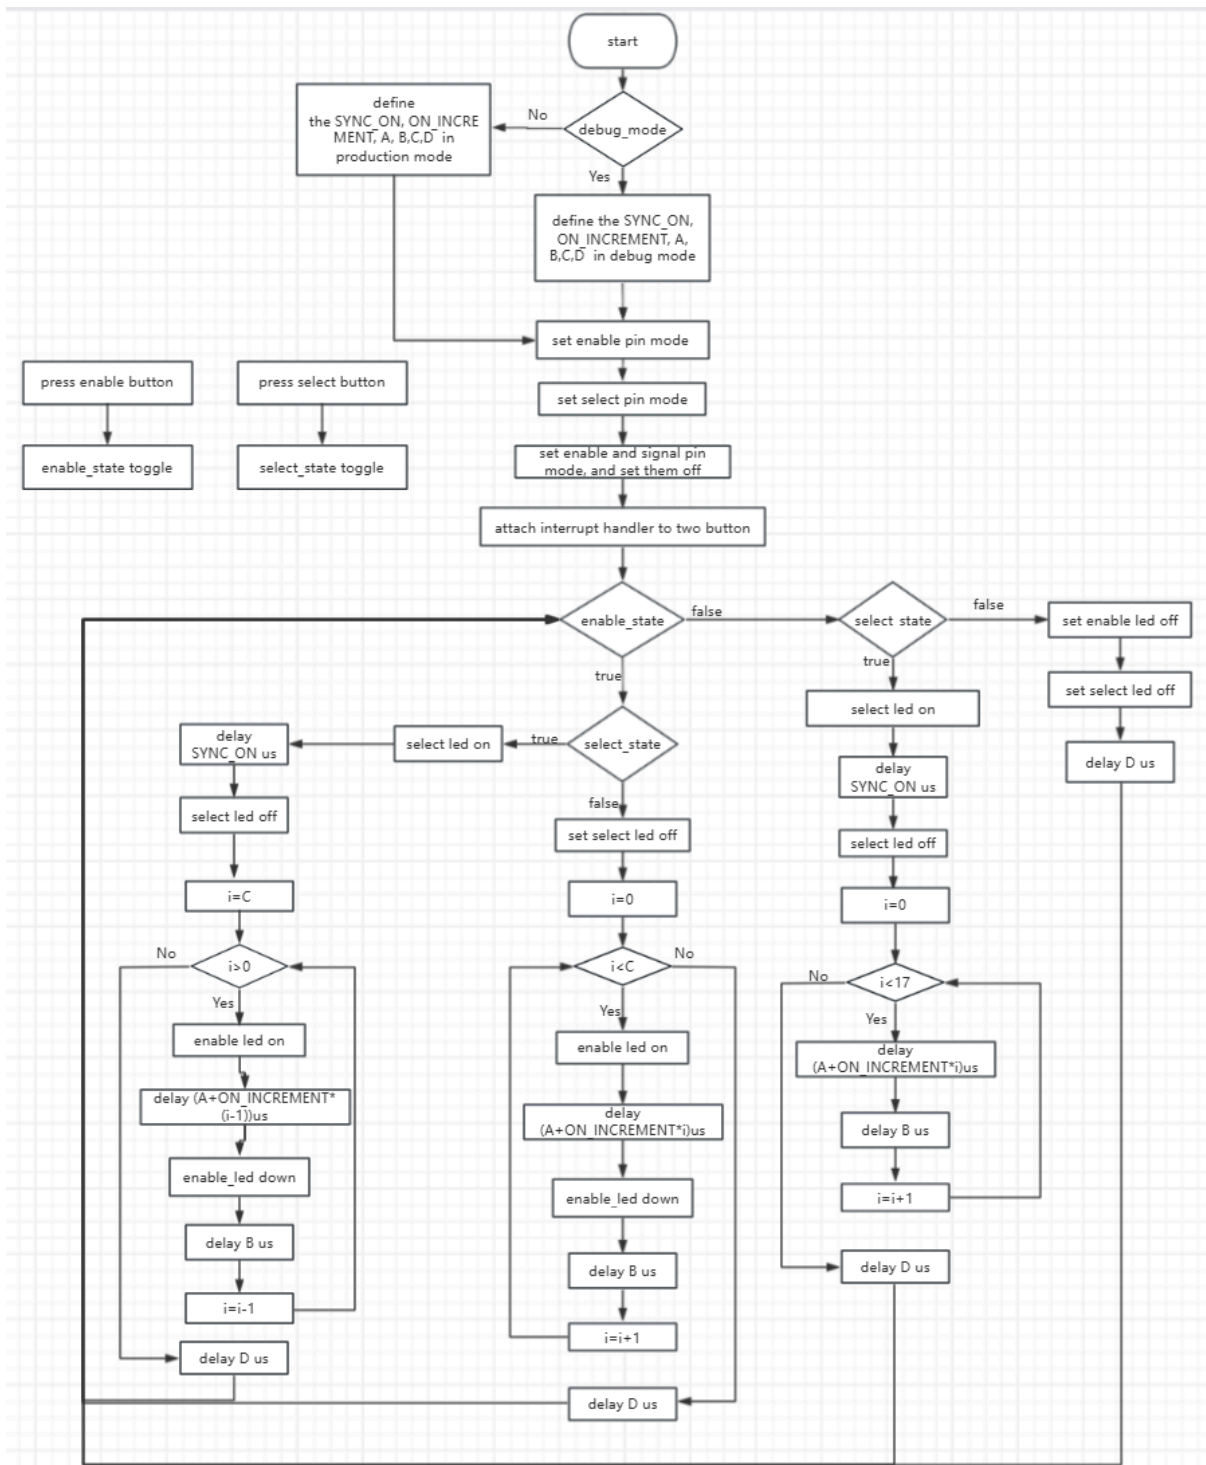 start
debug_mode
No
define
the SYNC_ON, ON_INCRE
MENT, A, B,C,D in
production mode
Yes
define the SYNC_ON,
ON_INCREMENT, A,
B,C,D in debug mode
set enable pin mode
press enable button
press select button
set select pin mode
enable_state toggle
select_state toggle
set enable and signal pin
mode, and set them off
attach interrupt handler to two button
enable_state
false
select state
false
set enable led off
true
true
set select led off
select led on
delay D us
select_state
true
select led on
delay
SYNC_ON us
select led off
i=C
i>0
No
Yes
enable led on
delay (A+ON_INCREMENT*
(i-1))us
enable_led down
delay B us
i=i-1
delay D us
false
set select led off
i=0
i<C
No
Yes
enable led on
delay
(A+ON_INCREMENT*i)us
enable_led down
delay B us
i=i+1
delay D us
delay
SYNC_ON us
select led off
i=0
i<17
No
Yes
delay
(A+ON_INCREMENT*i)us
delay B us
i=i+1
delay D us